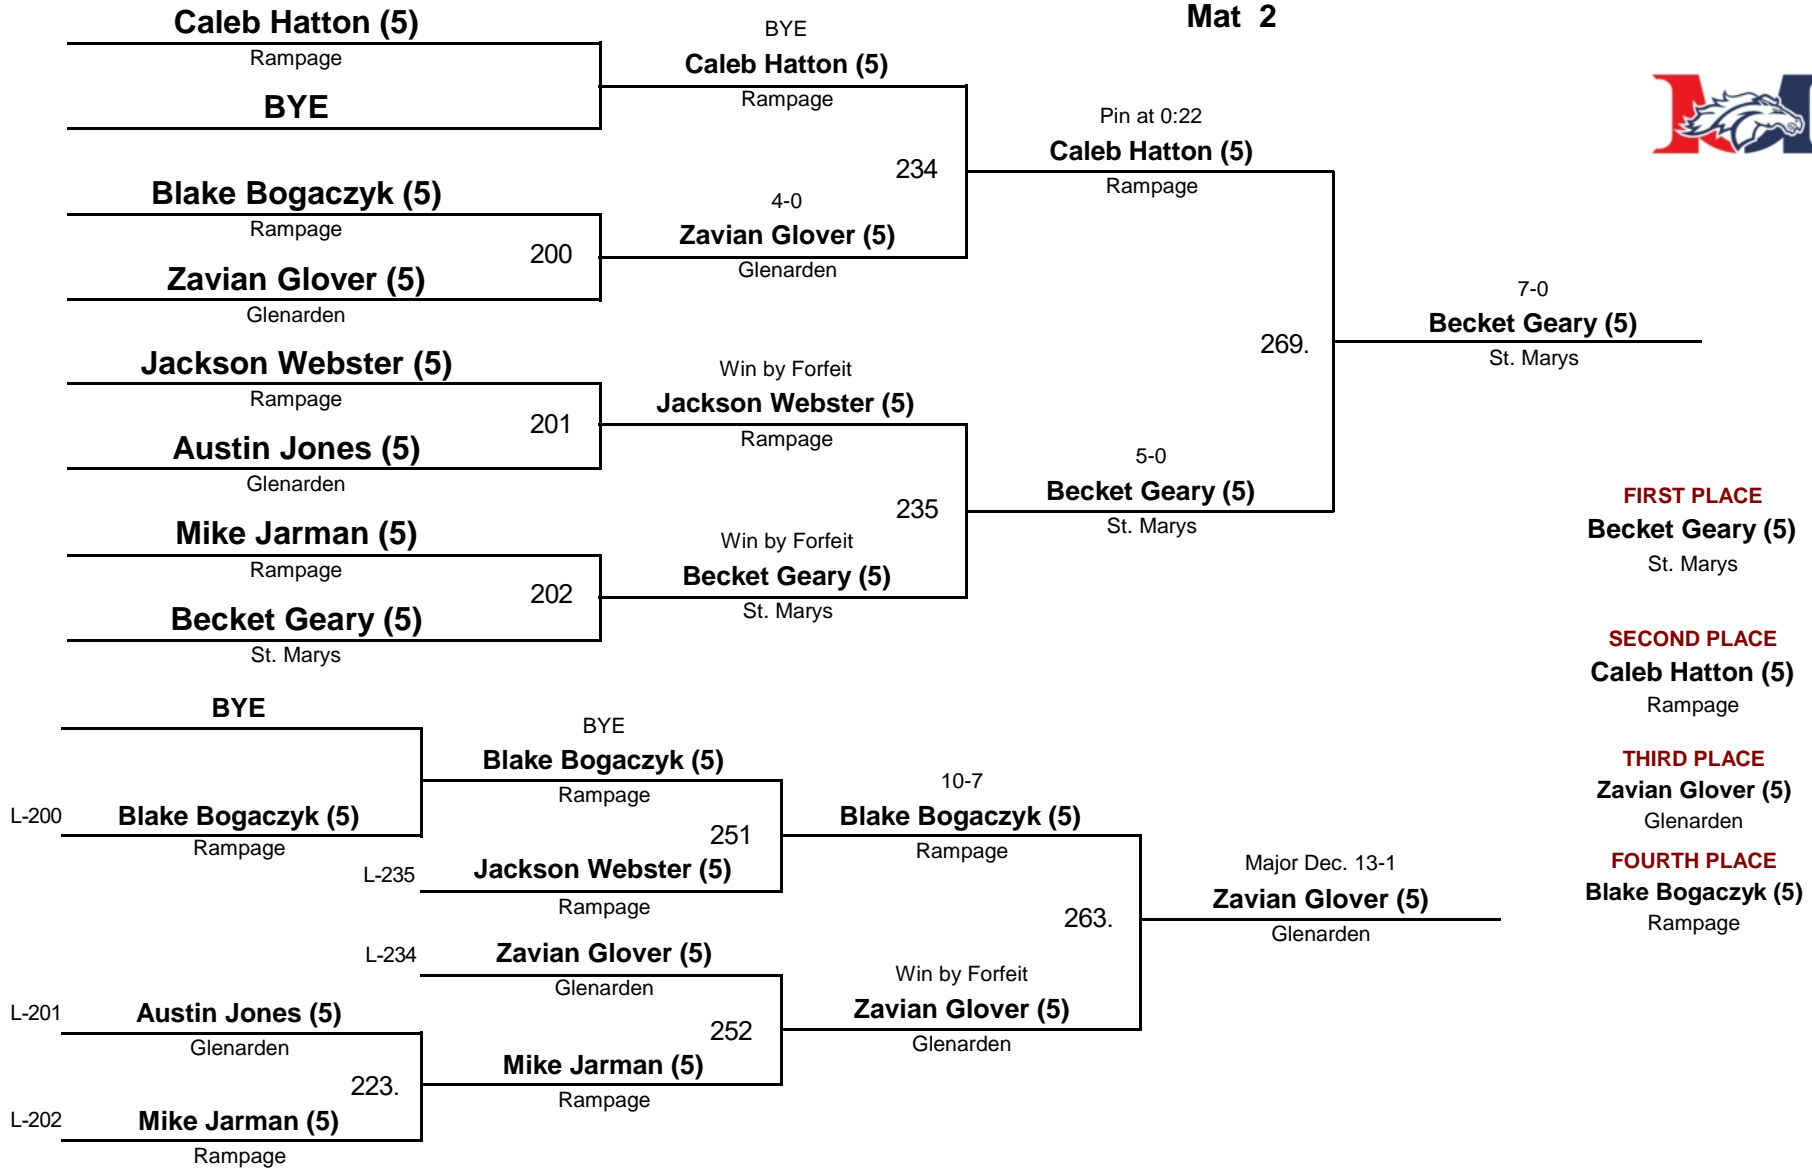 Mat 2
Caleb Hatton (5)
Rampage
BYE
Blake Bogaczyk (5)
Rampage
200
Zavian Glover (5)
Glenarden
Jackson Webster (5)
Rampage
201
Austin Jones (5)
Glenarden
Mike Jarman (5)
Rampage
202
Becket Geary (5)
St. Marys
BYE
Caleb Hatton (5)
Rampage
234
4-0
Zavian Glover (5)
Glenarden
Win by Forfeit
Jackson Webster (5)
Rampage
235
Win by Forfeit
Becket Geary (5)
St. Marys
Pin at 0:22
Caleb Hatton (5)
Rampage
269.
5-0
Becket Geary (5)
St. Marys
7-0
Becket Geary (5)
St. Marys
BYE
L-200
Blake Bogaczyk (5)
Rampage
L-201
Austin Jones (5)
Glenarden
223.
L-202
Mike Jarman (5)
Rampage
BYE
Blake Bogaczyk (5)
Rampage
251
L-235
Jackson Webster (5)
Rampage
L-234
Zavian Glover (5)
Glenarden
252
Mike Jarman (5)
Rampage
10-7
Blake Bogaczyk (5)
Rampage
263.
Win by Forfeit
Zavian Glover (5)
Glenarden
Major Dec. 13-1
Zavian Glover (5)
Glenarden
FIRST PLACE
Becket Geary (5)
St. Marys
SECOND PLACE
Caleb Hatton (5)
Rampage
THIRD PLACE
Zavian Glover (5)
Glenarden
FOURTH PLACE
Blake Bogaczyk (5)
Rampage